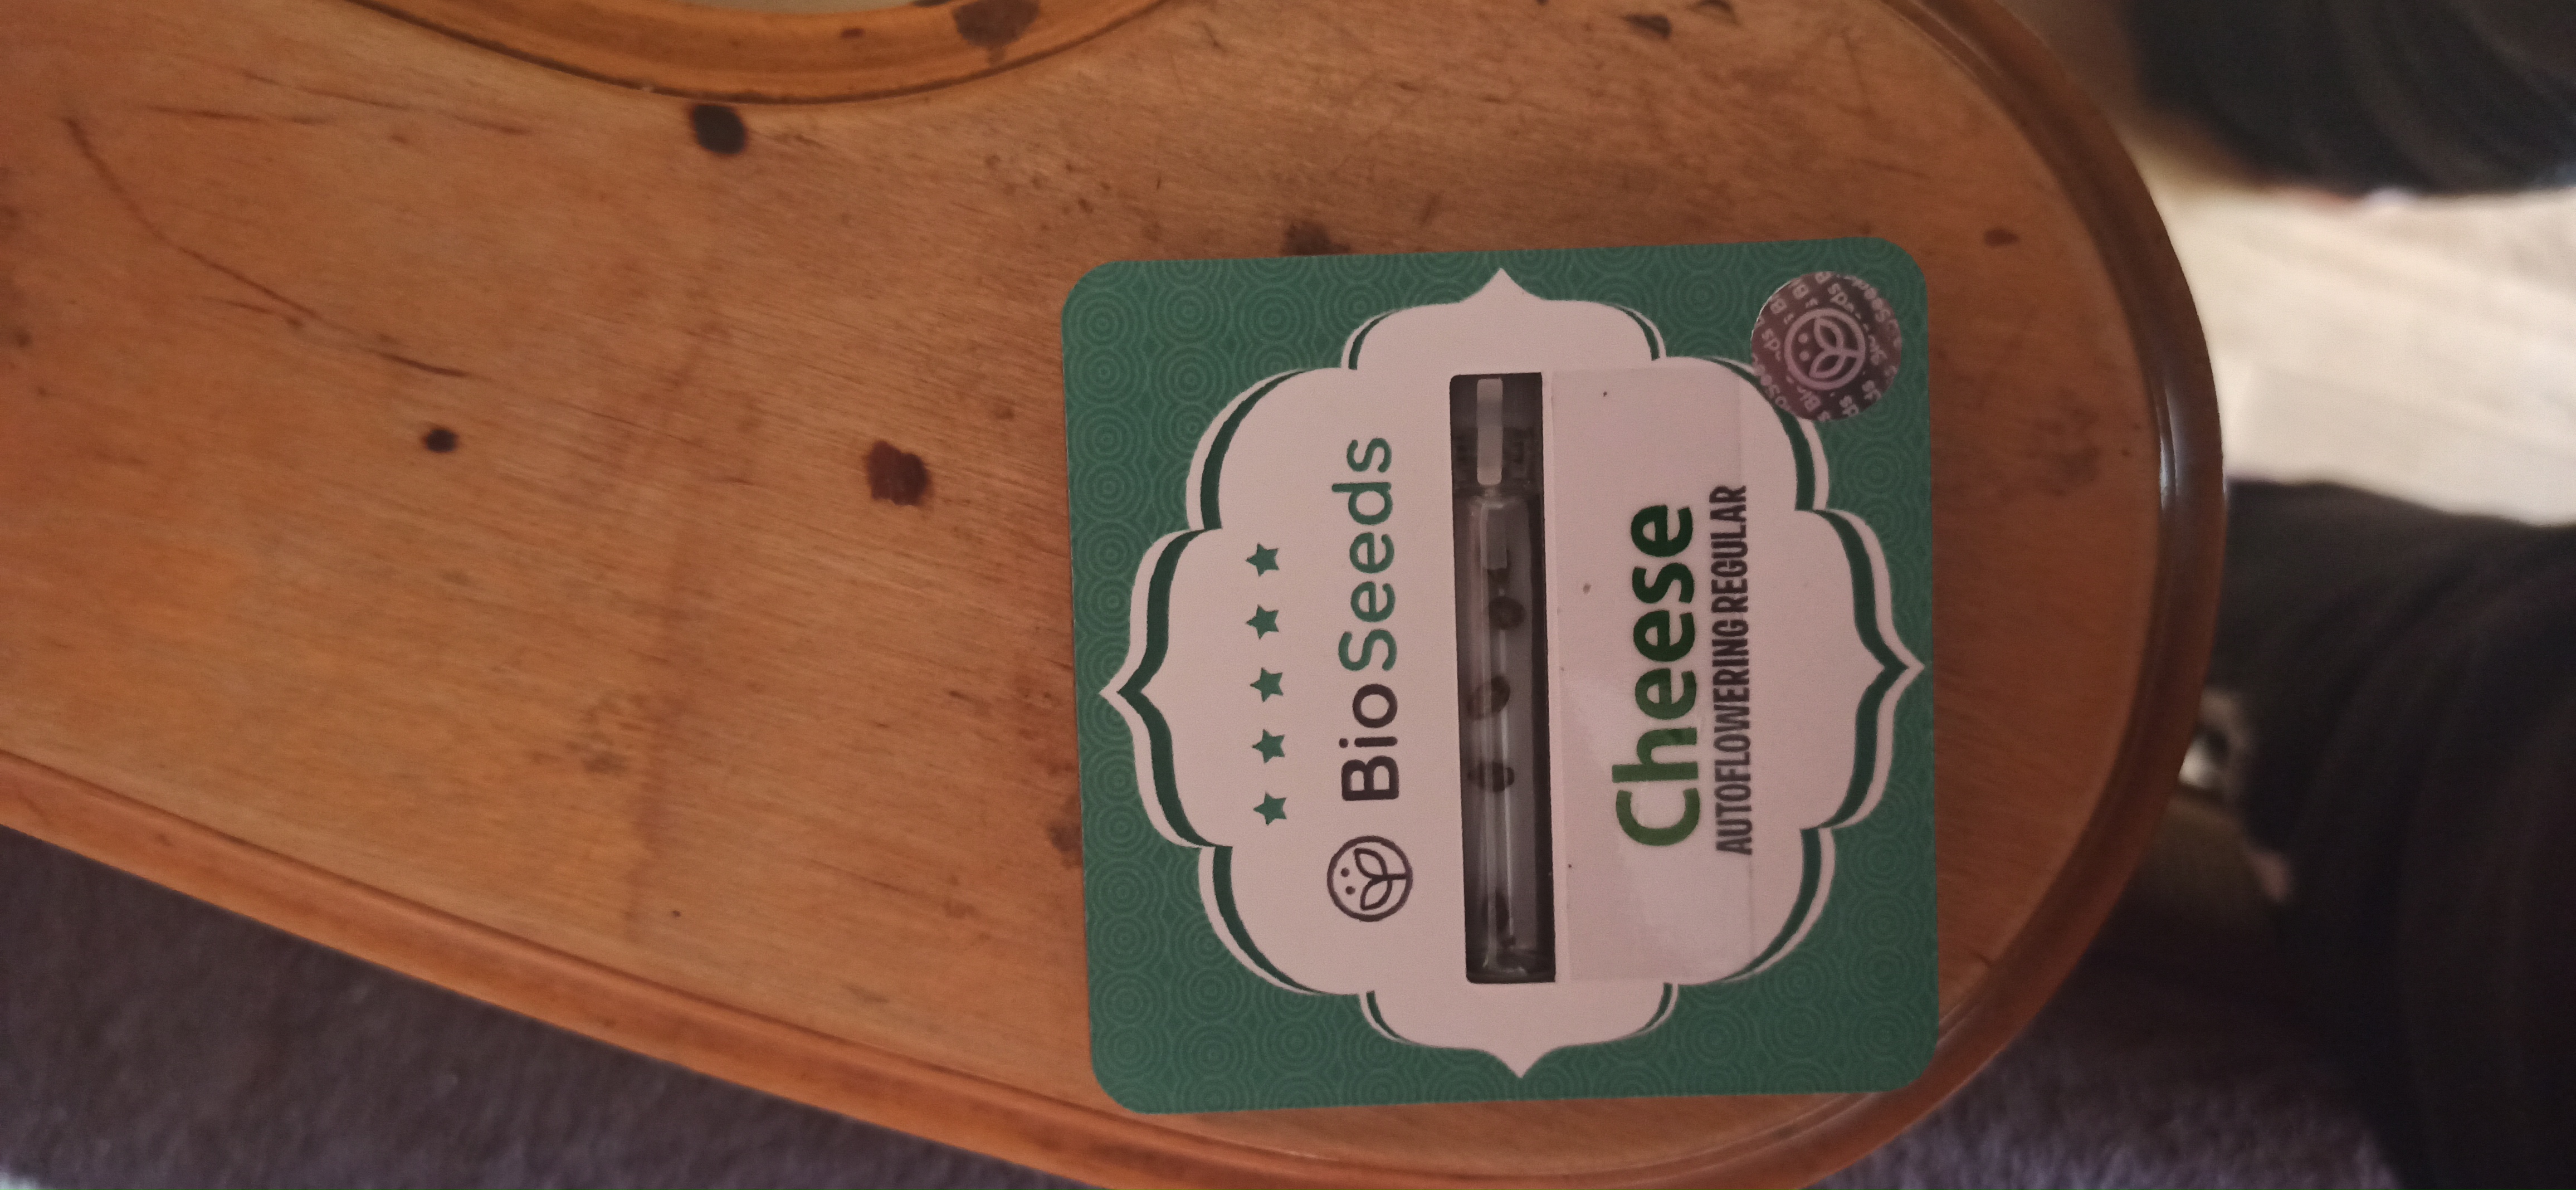 BioSeeds
Cheese
AUTOFLOWERING REGULAR